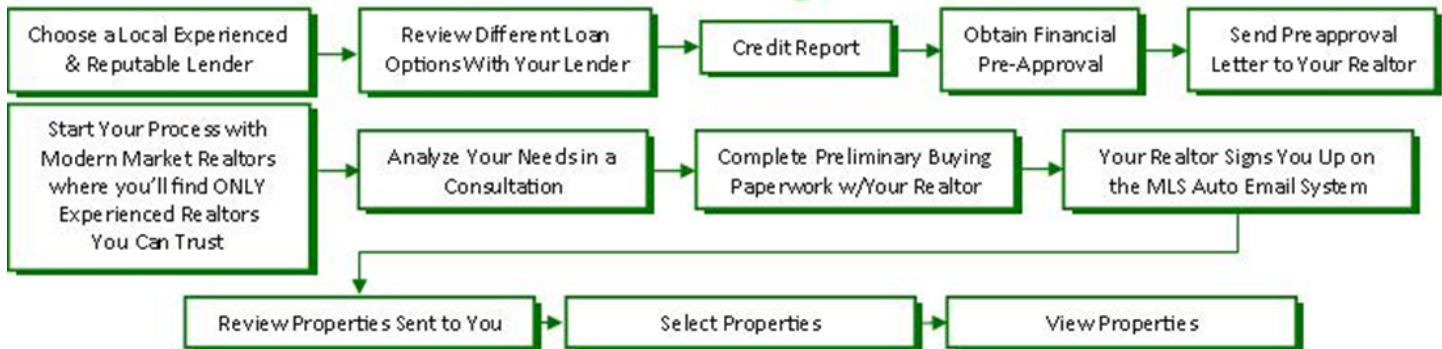 Choose a Local Experienced
& Reputable Lender
Review Different Loan
Options With Your Lender
Credit Report
Obtain Financial
Pre-Approval
Send Preapproval
Letter to Your Realtor
Start Your Process with
Modern Market Realtors
where you'll find ONLY
Experienced Realtors
You Can Trust
Analyze Your Needs in a
Consultation
Complete Preliminary Buying
Paperwork w/Your Realtor
Your Realtor Signs You Up on
the MLS Auto Email System
Review Properties Sent to You
Select Properties
View Properties